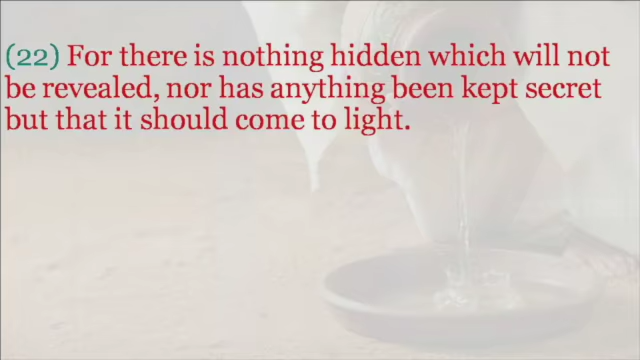 (22) For there is nothing hidden which will not
be revealed, nor has anything been kept secret
but that it should come to light.